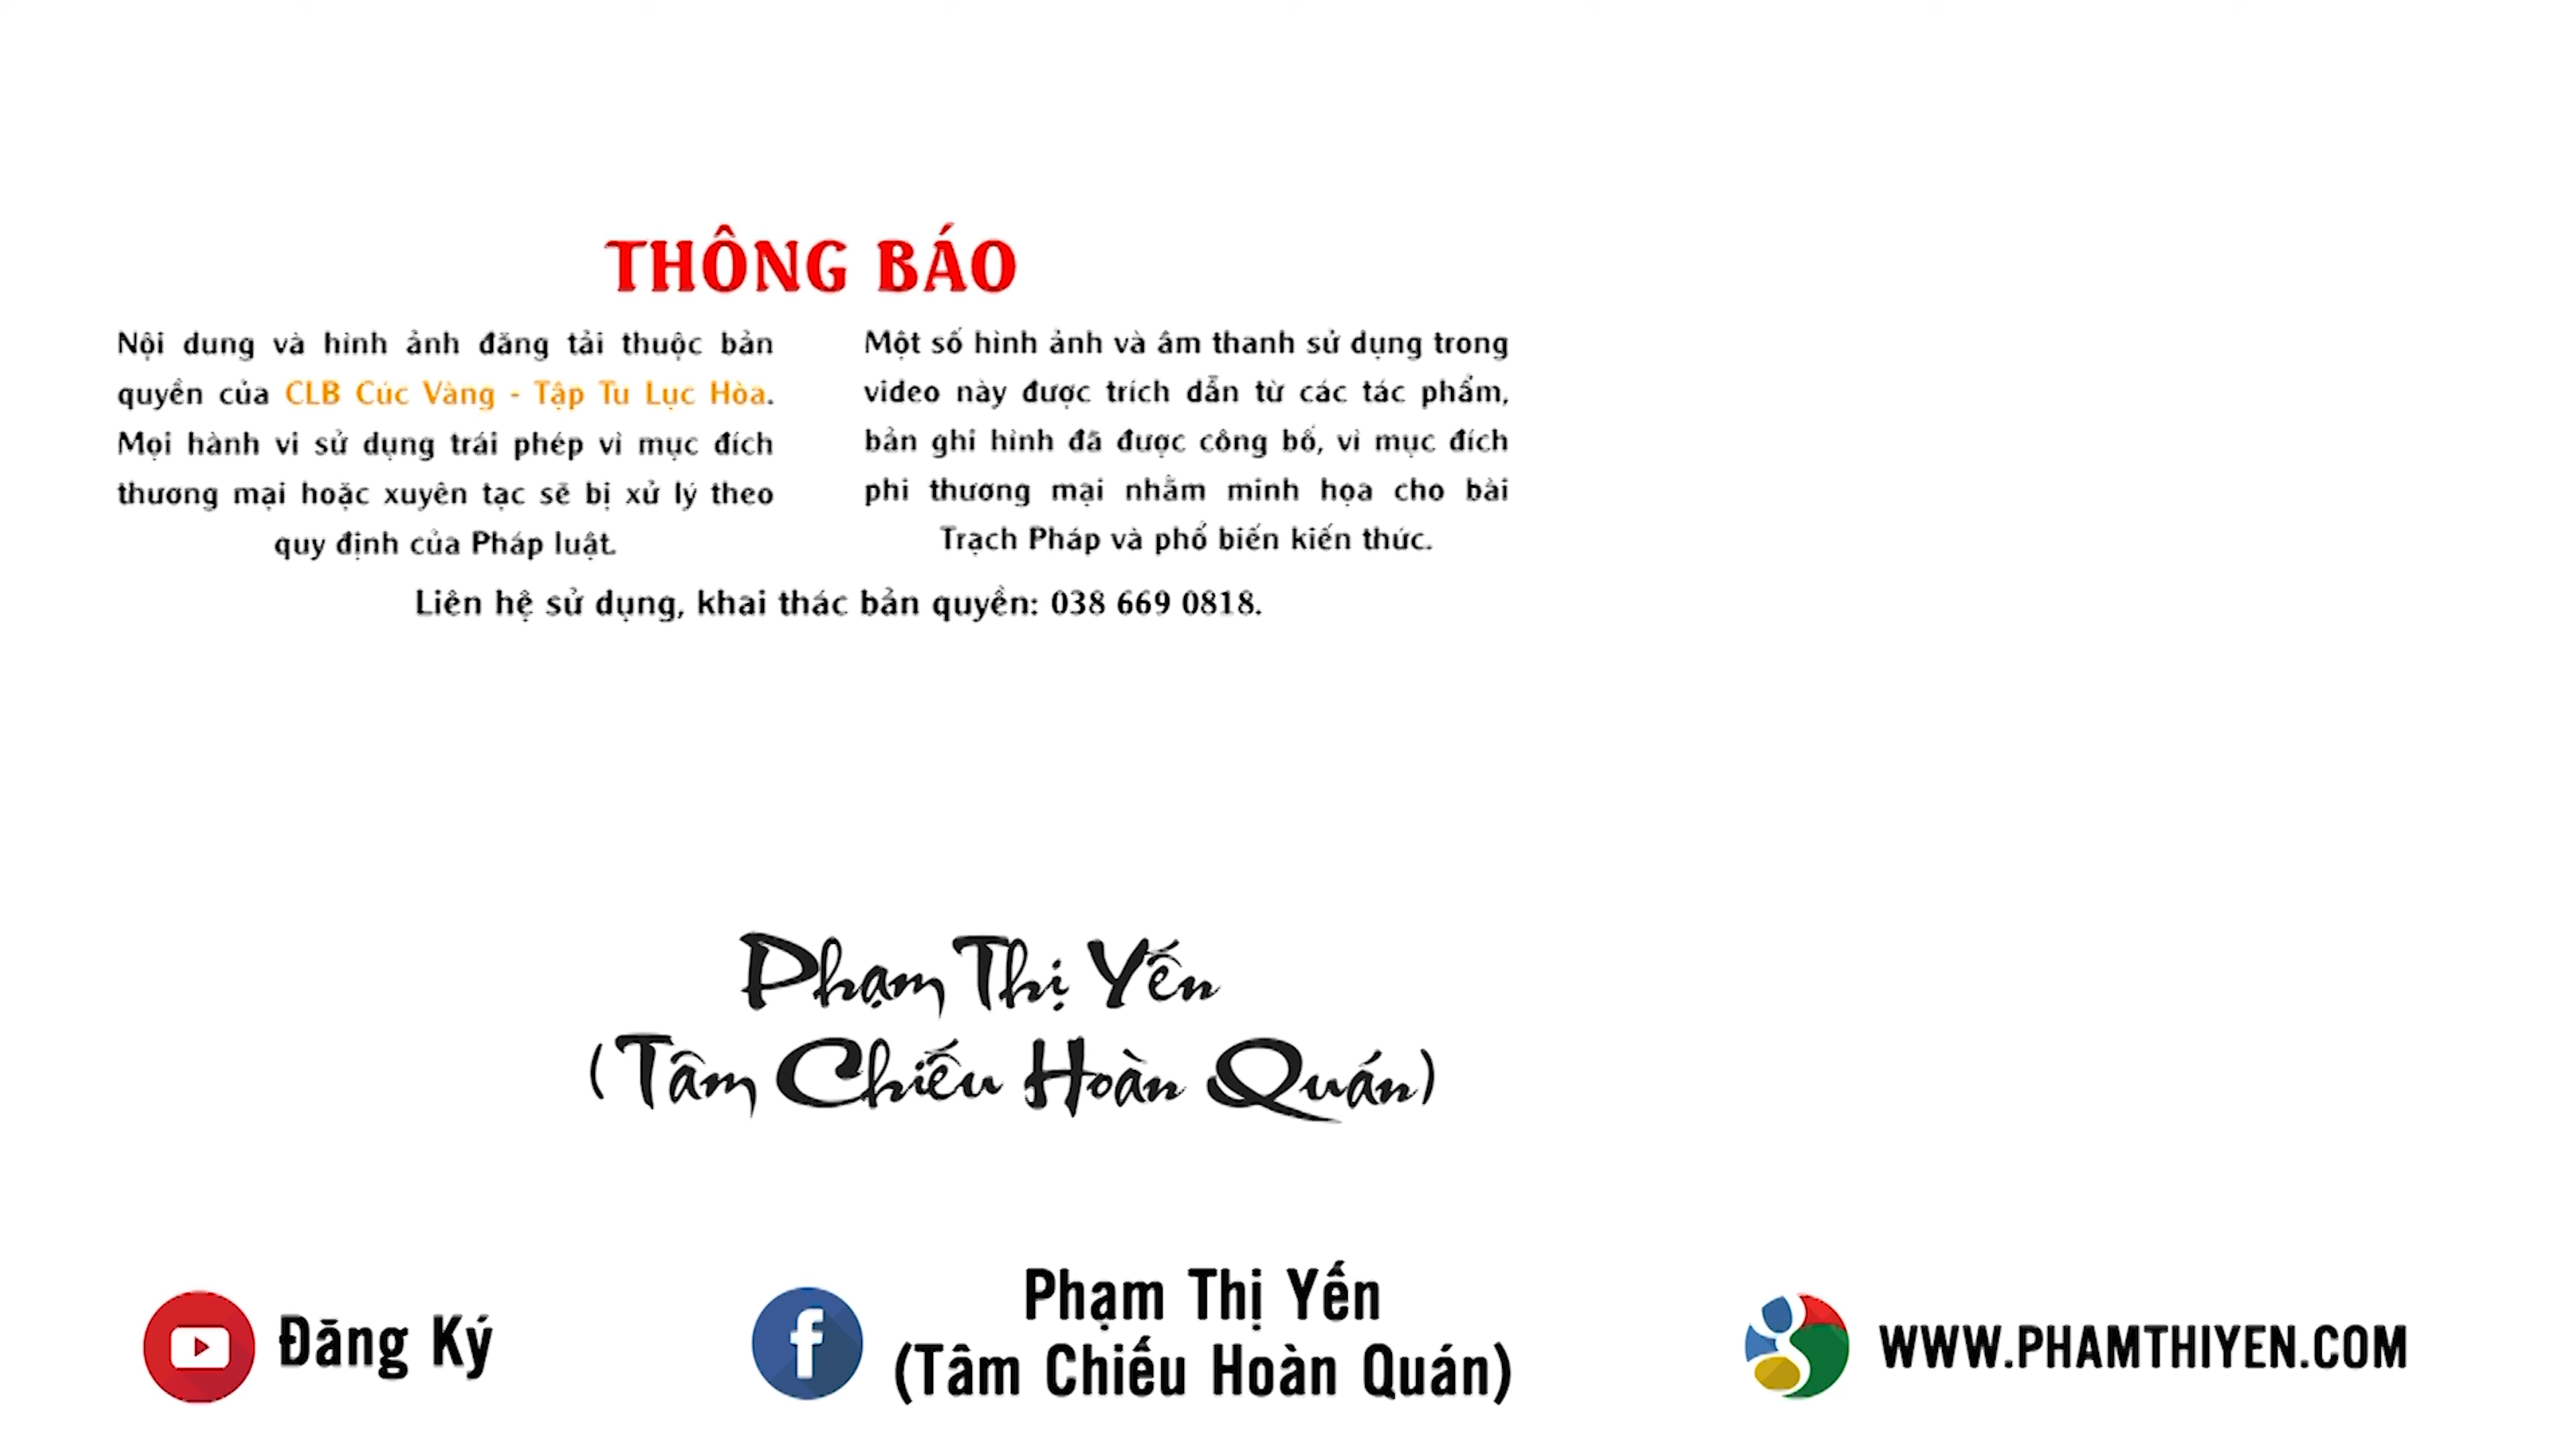 THÔNG BÁO
Nội dung và hình ảnh đăng tải thuộc bản
quyền của CLB Cúc Vàng - Tập Tu Lục Hòa.
Mọi hành vi sử dụng trái phép vì mục đích
thương mại hoặc xuyên tạc sẽ bị xử lý theo
quy định của Pháp luật.
Một số hình ảnh và âm thanh sử dụng trong
video này được trích dẫn từ các tác phẩm,
bản ghi hình đã được công bố, vì mục đích
phi thương mại nhằm minh họa cho bài
Trạch Pháp và phổ biến kiến thức.
Liên hệ sử dụng, khai thác bản quyền: 038 669 0818.
Phạm Thị Yến
(Tâm Chiếu Hoàn Quán)
Đăng Ký
Phạm Thị Yến
(Tâm Chiếu Hoàn Quán)
WWW.PHAMTHIYEN.COM